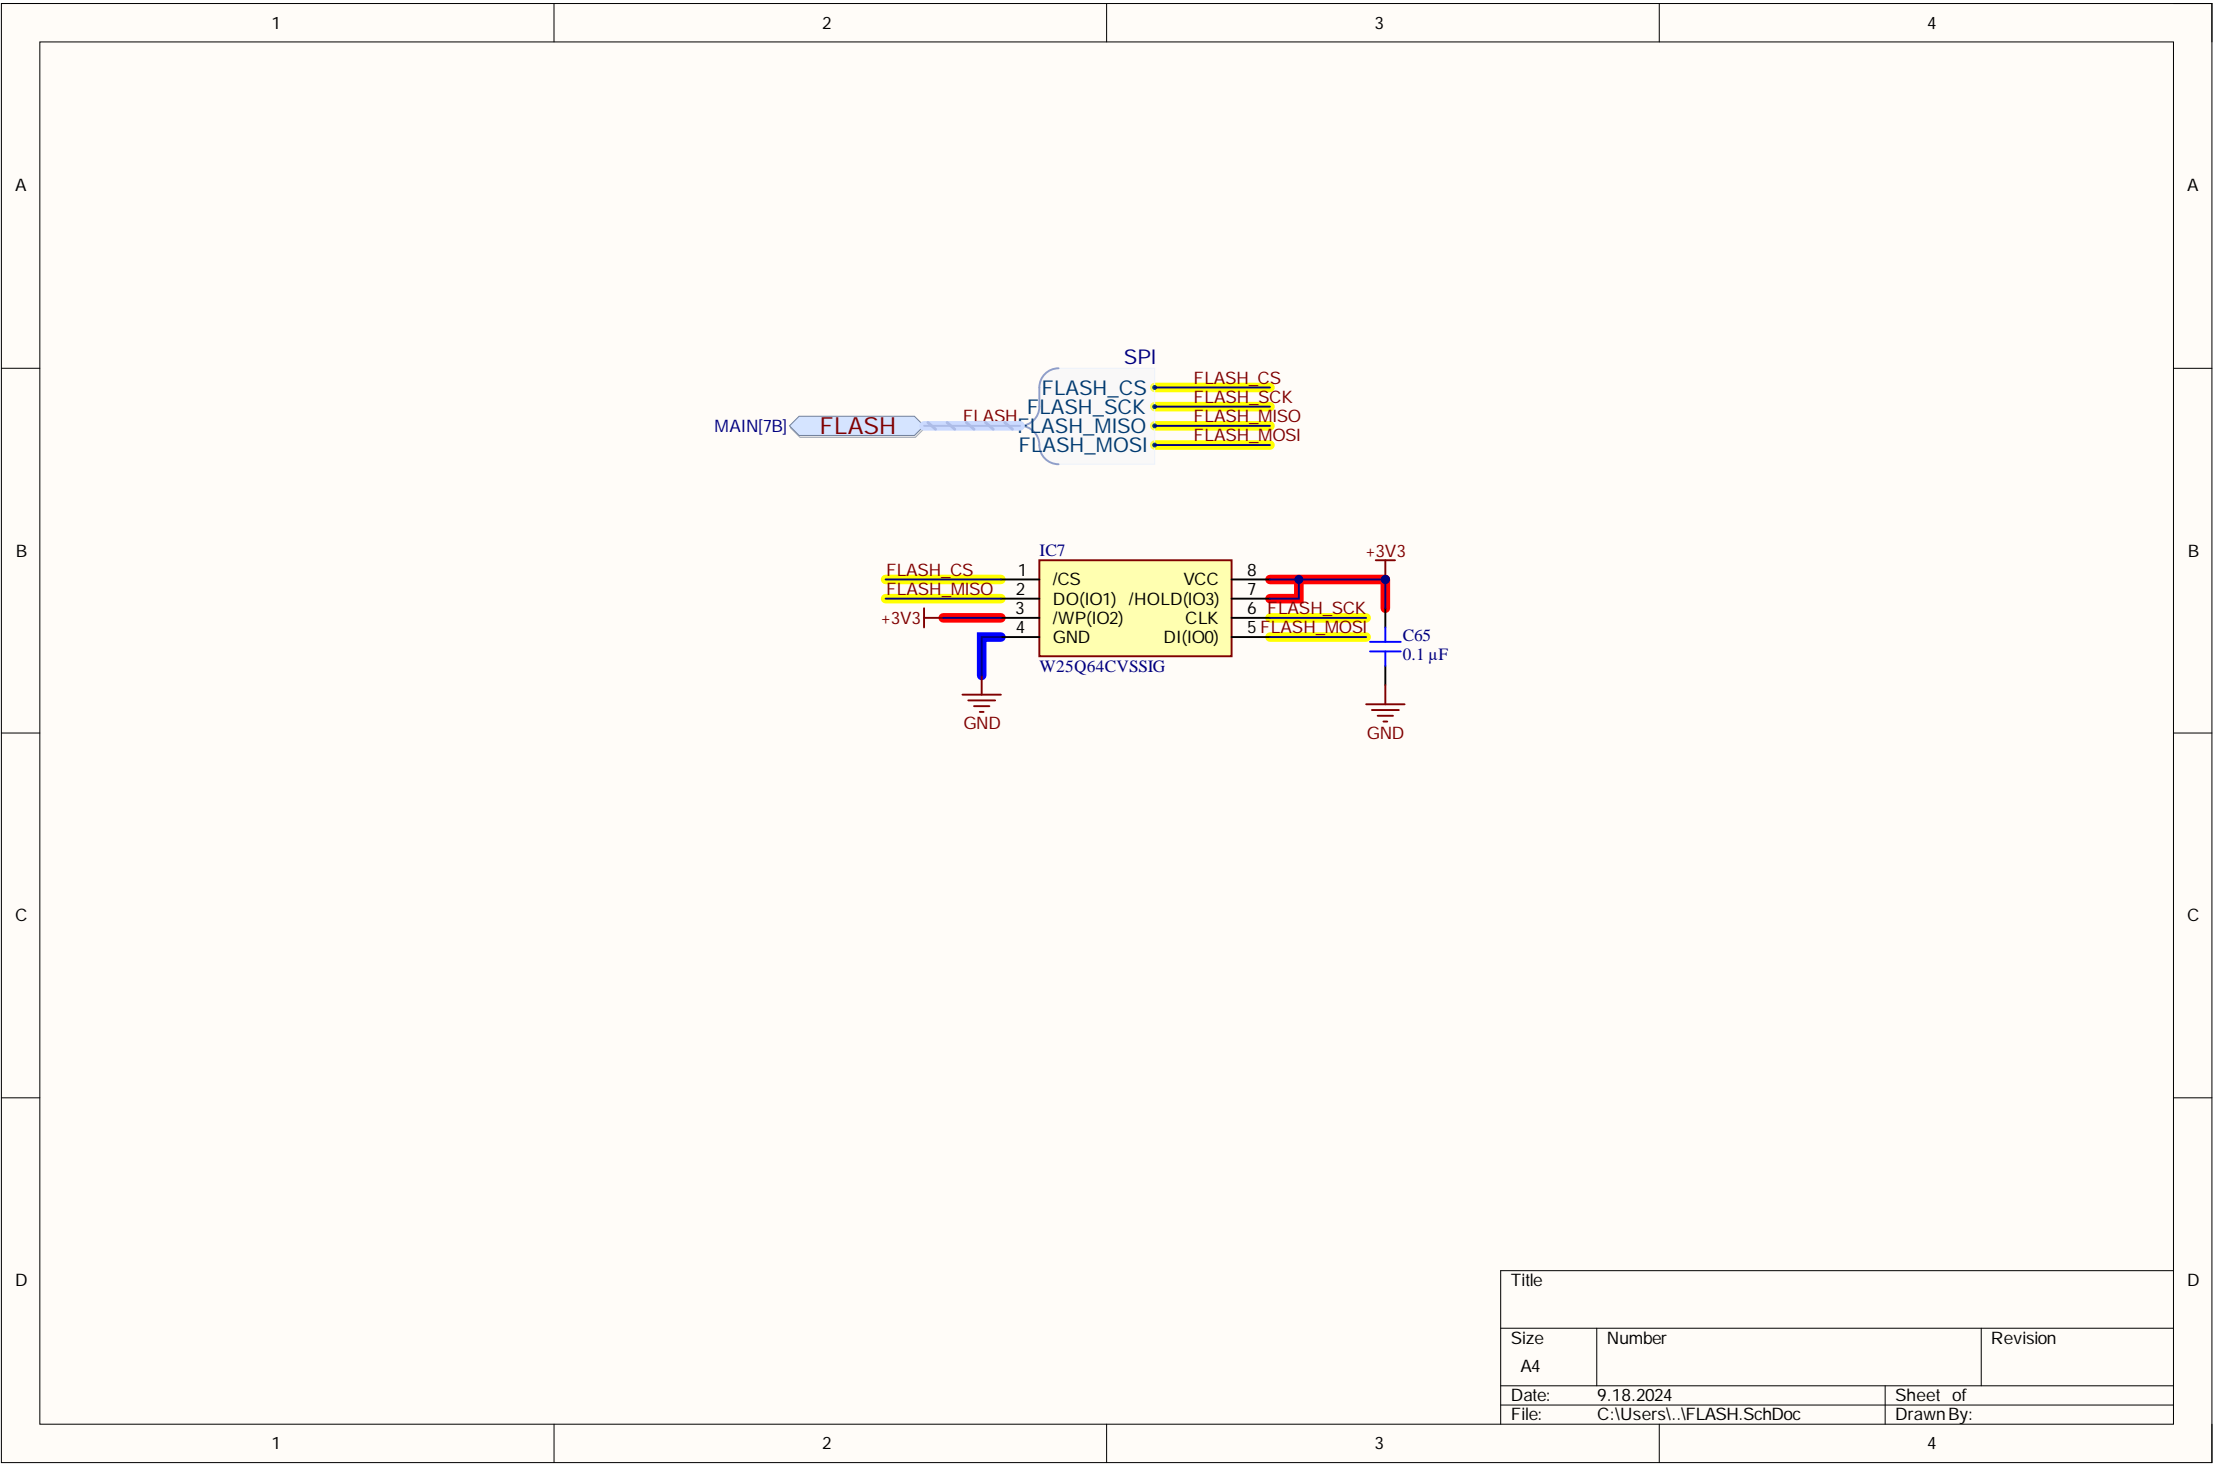 1 2 3 4
A A
SPI
FLASH_CS FLASH_CS
FLASH_SCK FLASH_SCK
MAIN[7B] FLASH FLASH FLASH_MISO FLASH_MISO
FLASH_MOSI FLASH_MOSI
B B
IC7 +3V3
FLASH_CS 1 /CS VCC 8
FLASH_MISO 2 DO(IO1) /HOLD(IO3) 7
+3V3 3 /WP(IO2) CLK 6 FLASH_SCK
4 GND DI(IO0) 5 FLASH_MOSI
C65
0.1 µF
W25Q64CVSSIG
GND GND
C C
D D
Title
Size Number Revision
A4
Date: 9.18.2024 Sheet of
File: C:\Users\..\FLASH.SchDoc Drawn By:
1 2 3 4